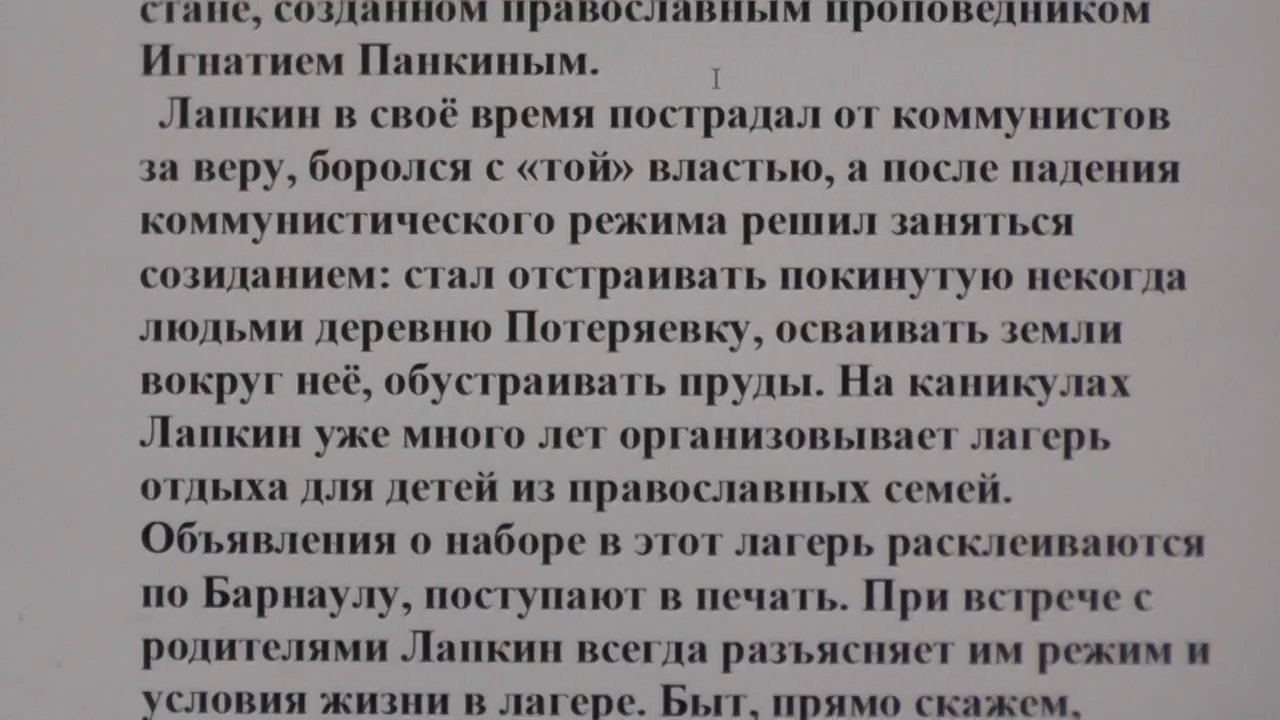 стане, созданном православным проповедником
Игнатием Панкиным.
Лапкин в своё время пострадал от коммунистов
за веру, боролся с «той» властью, а после падения
коммунистического режима решил заняться
созиданием: стал отстраивать покинутую некогда
людьми деревню Потеряевку, осваивать земли
вокруг неё, обустраивать пруды. На каникулах
Лапкин уже много лет организовывает лагерь
отдыха для детей из православных семей.
Объявления о наборе в этот лагерь расклеиваются
по Барнаулу, поступают в печать. При встрече с
родителями Лапкин всегда разъясняет им режим и
условия жизни в лагере. Быт, прямо скажем,